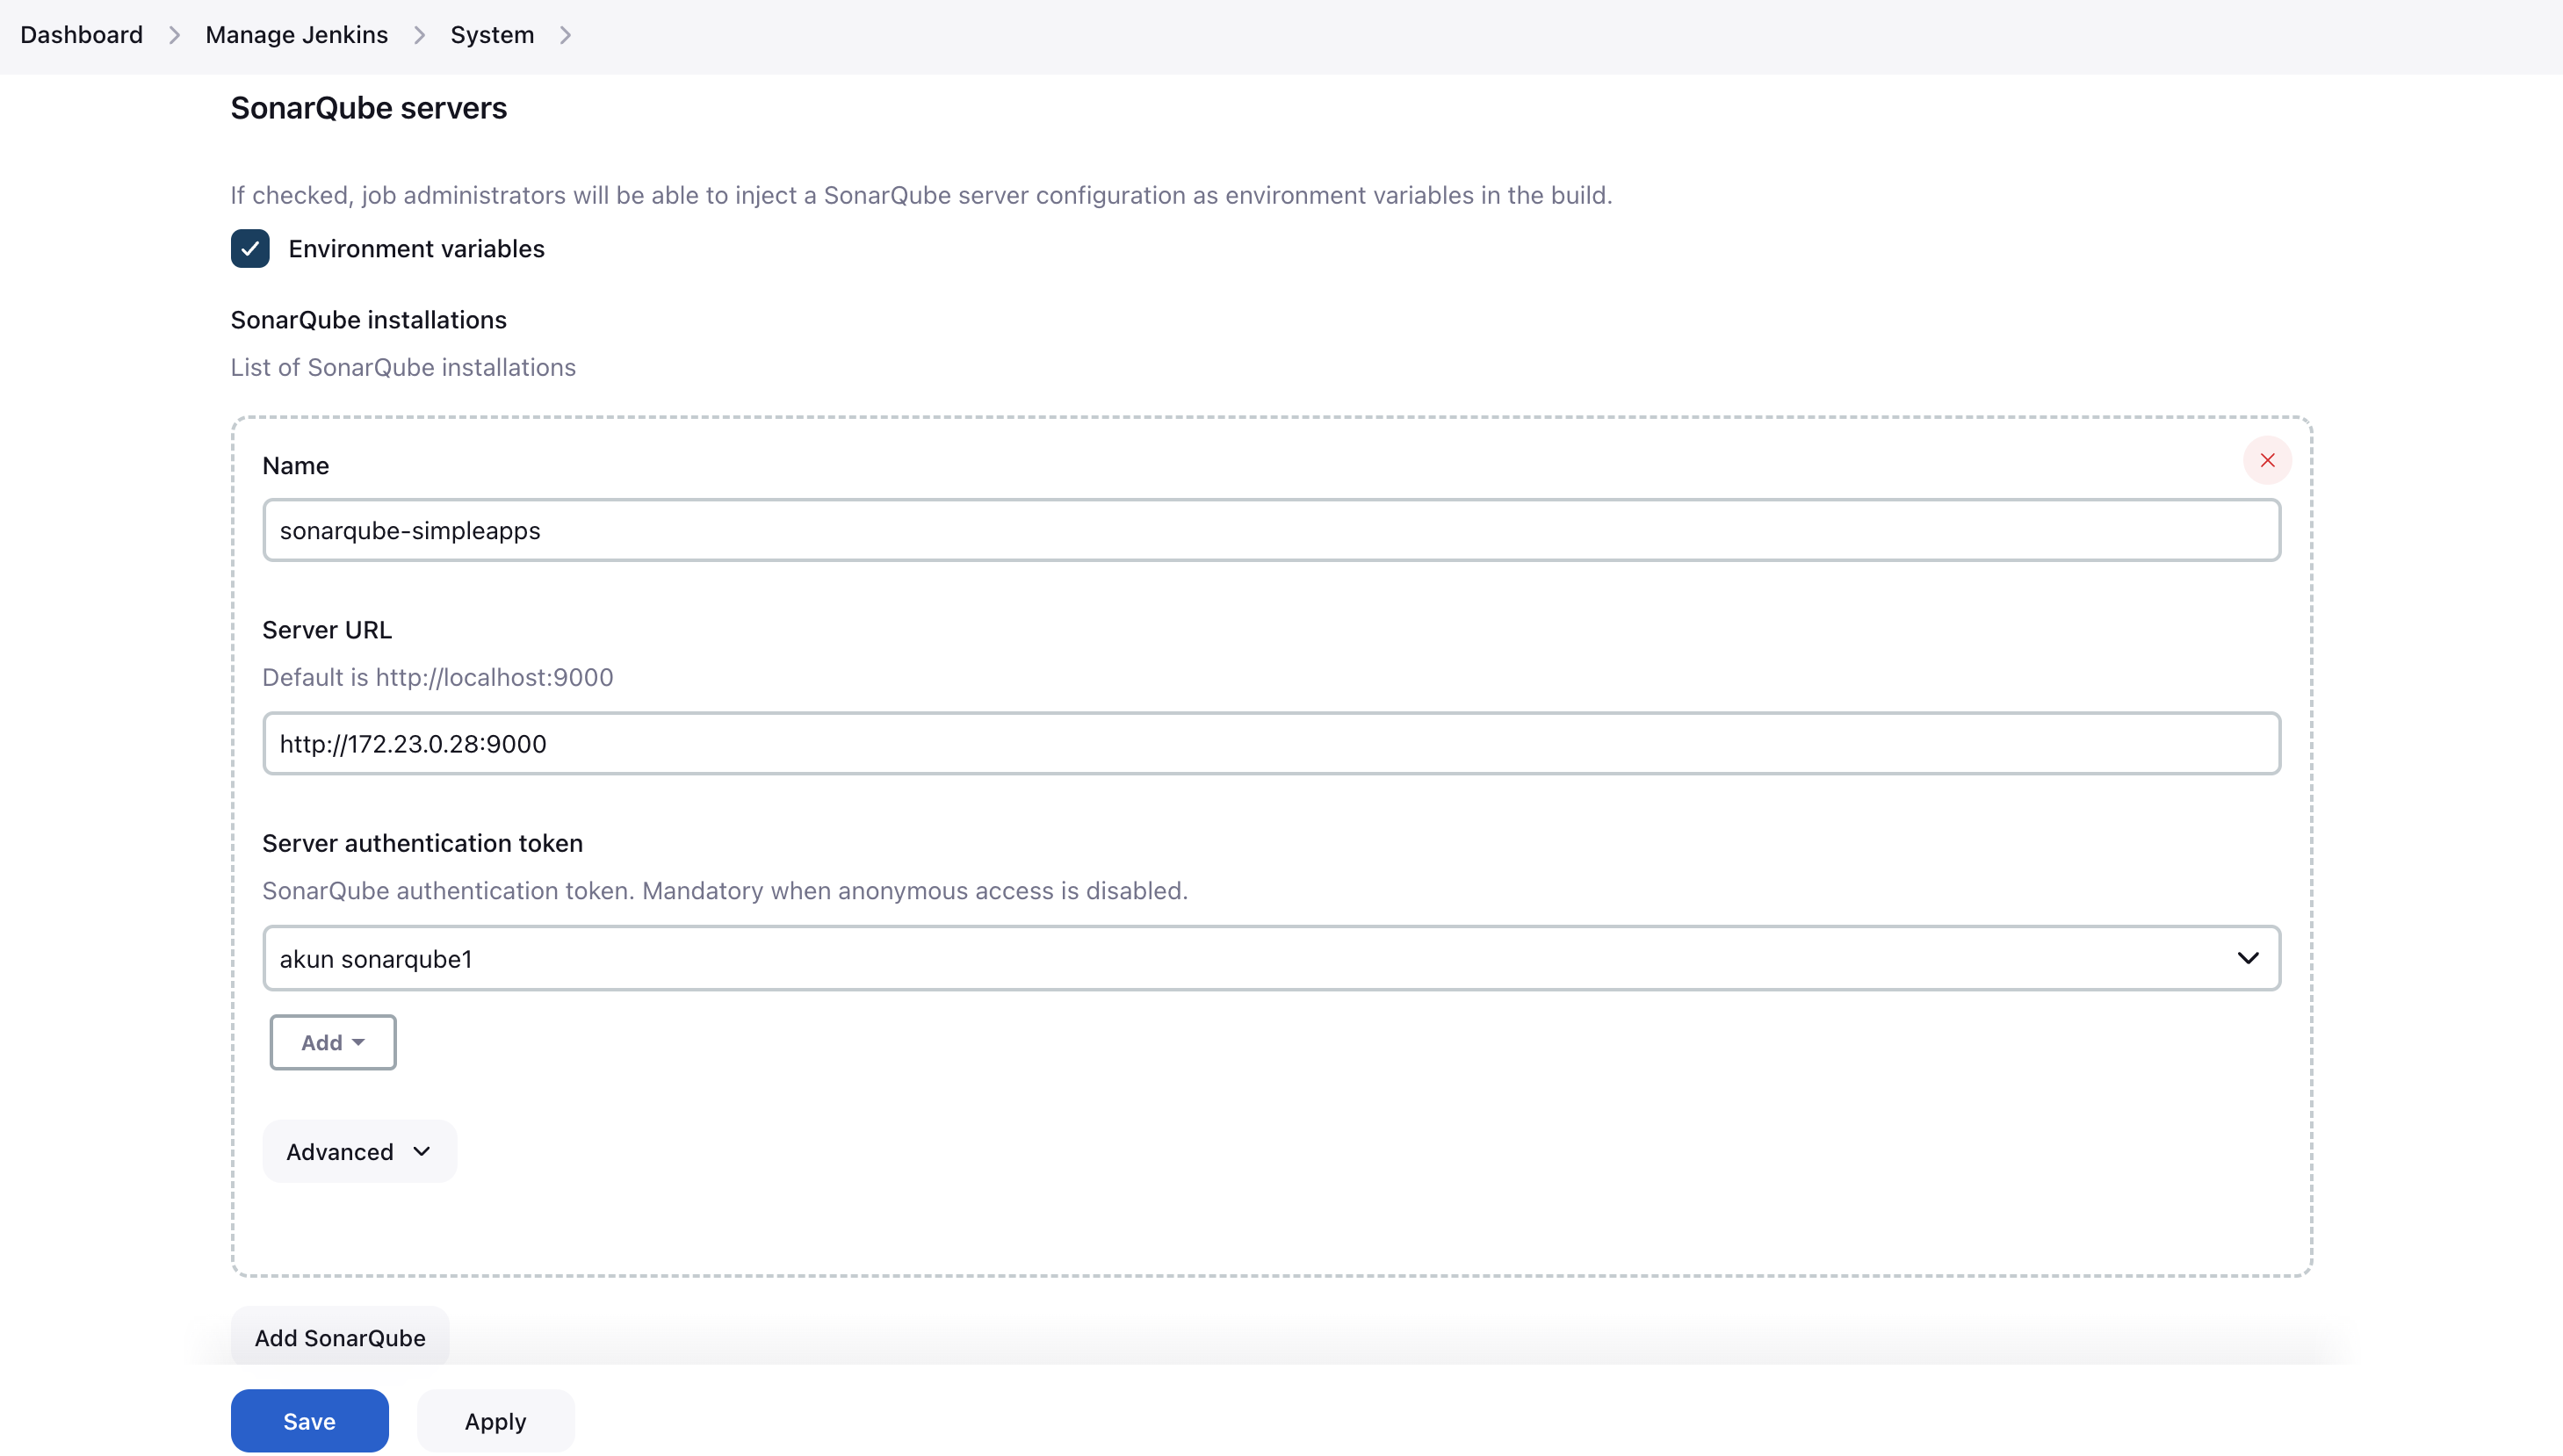 Dashboard > Manage Jenkins > System >
SonarQube servers
If checked, job administrators will be able to inject a SonarQube server configuration as environment variables in the build.
Environment variables
SonarQube installations
List of SonarQube installations
Name
sonarqube-simpleapps
Server URL
Default is http://localhost:9000
http://172.23.0.28:9000
Server authentication token
SonarQube authentication token. Mandatory when anonymous access is disabled.
akun sonarqube1
Add
Advanced
Add SonarQube
Save Apply